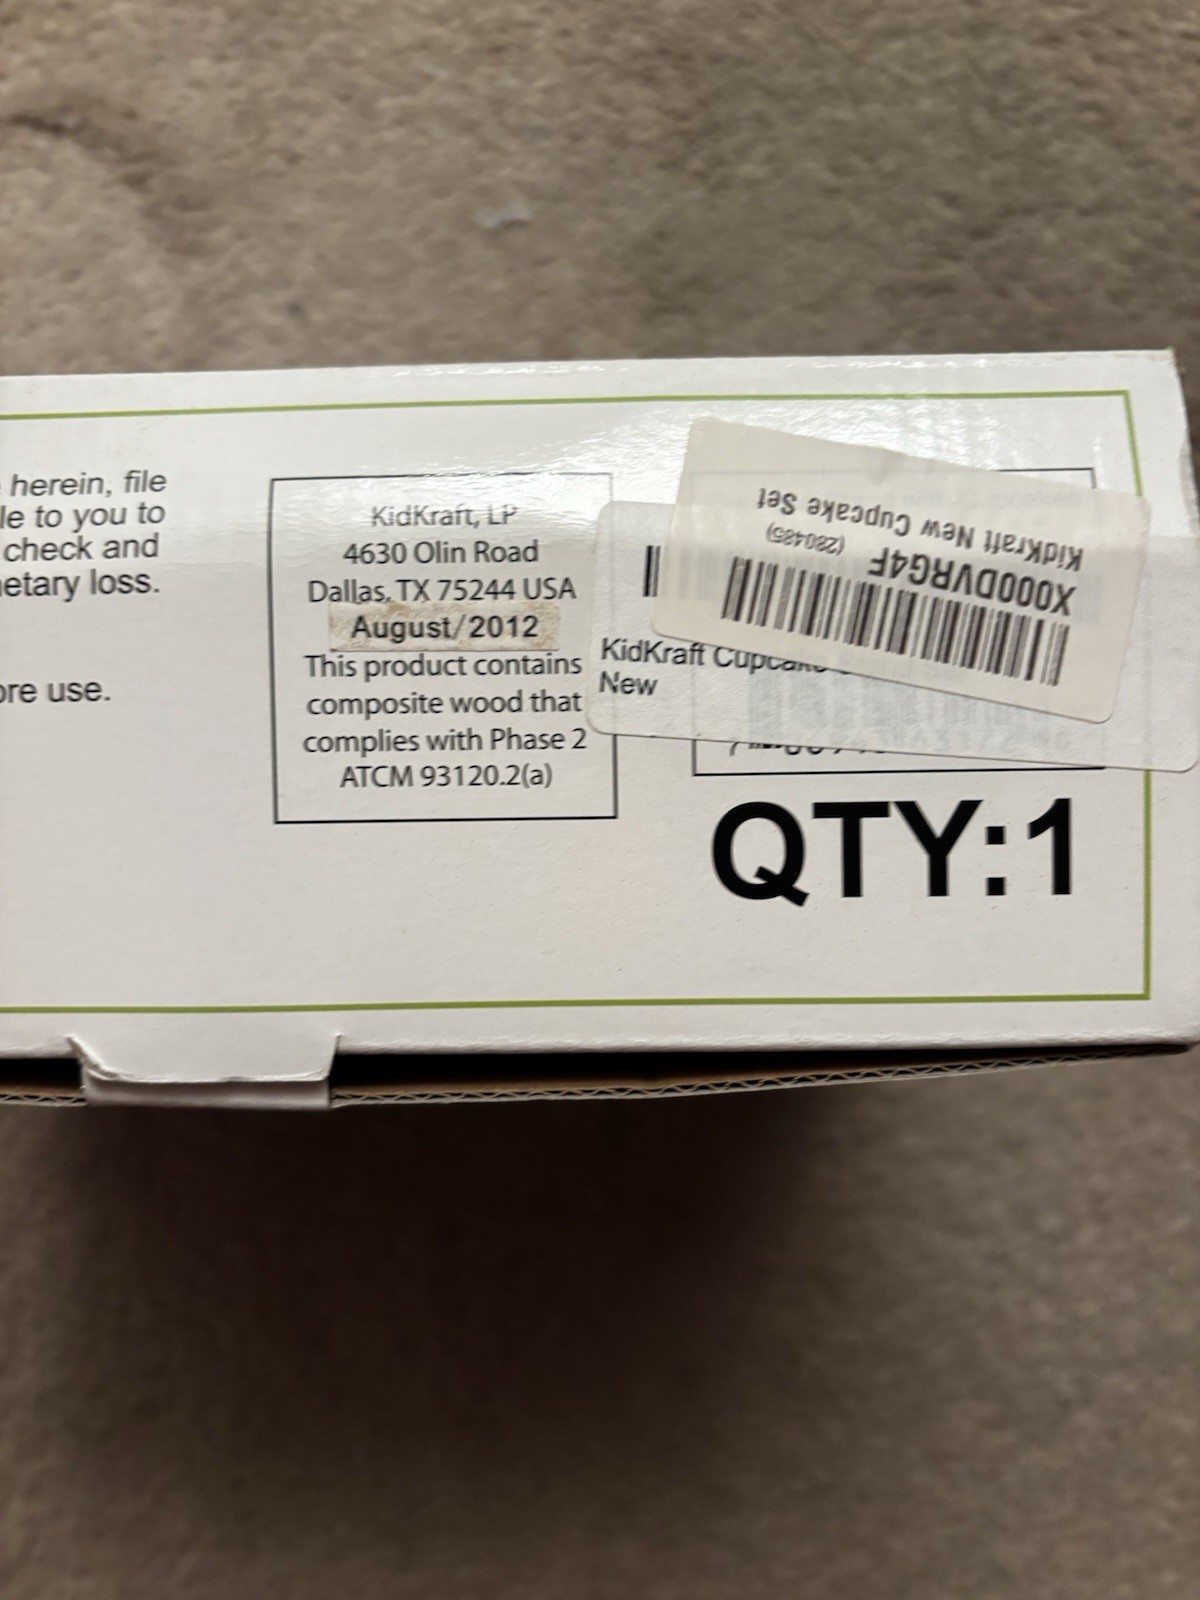 herein, file
le to you to
check and
etary loss.
ore use.
KidKraft, LP
4630 Olin Road
Dallas, TX 75244 USA
August/2012
This product contains
composite wood that
complies with Phase 2
ATCM 93120.2(a)
X000DVRG4F
KidKraft New Cupcake Set
(280485)
KidKraft Cupcake
New
QTY:1